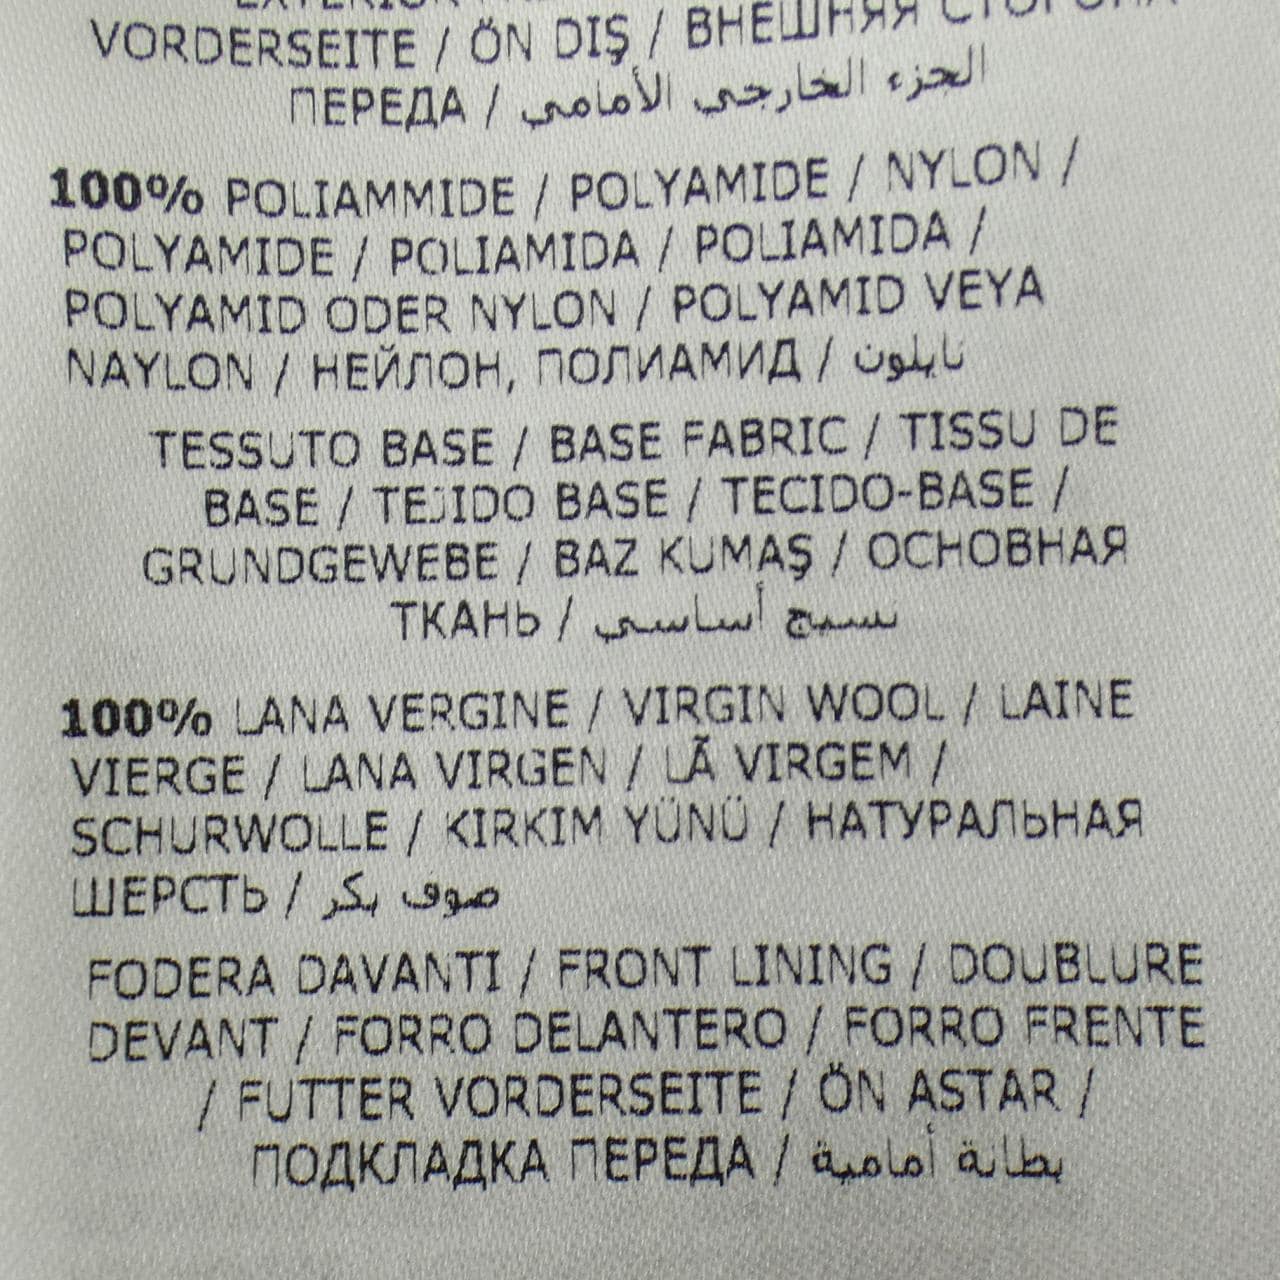 VORDERSEITE / ÖN DIŞ / ВНЕШНЯЯ СТОРОНА
ПЕРЕДА / الجزء الخارجي الأمامي
100% POLIAMMIDE / POLYAMIDE / NYLON /
POLYAMIDE / POLIAMIDA / POLIAMIDA /
POLYAMID ODER NYLON / POLYAMID VEYA
NAYLON / НЕЙЛОН, ПОЛИАМИД / نايلون
TESSUTO BASE / BASE FABRIC / TISSU DE
BASE / TEJIDO BASE / TECIDO-BASE /
GRUNDGEWEBE / BAZ KUMAŞ / ОСНОВНАЯ
ТКАНЬ / نسيج أساسي
100% LANA VERGINE / VIRGIN WOOL / LAINE
VIERGE / LANA VIRGEN / LÃ VIRGEM /
SCHURWOLLE / KIRKIM YÜNÜ / НАТУРАЛЬНАЯ
ШЕРСТЬ / صوف بكر
FODERA DAVANTI / FRONT LINING / DOUBLURE
DEVANT / FORRO DELANTERO / FORRO FRENTE
/ FUTTER VORDERSEITE / ÖN ASTAR /
ПОДКЛАДКА ПЕРЕДА / بطانة أمامية